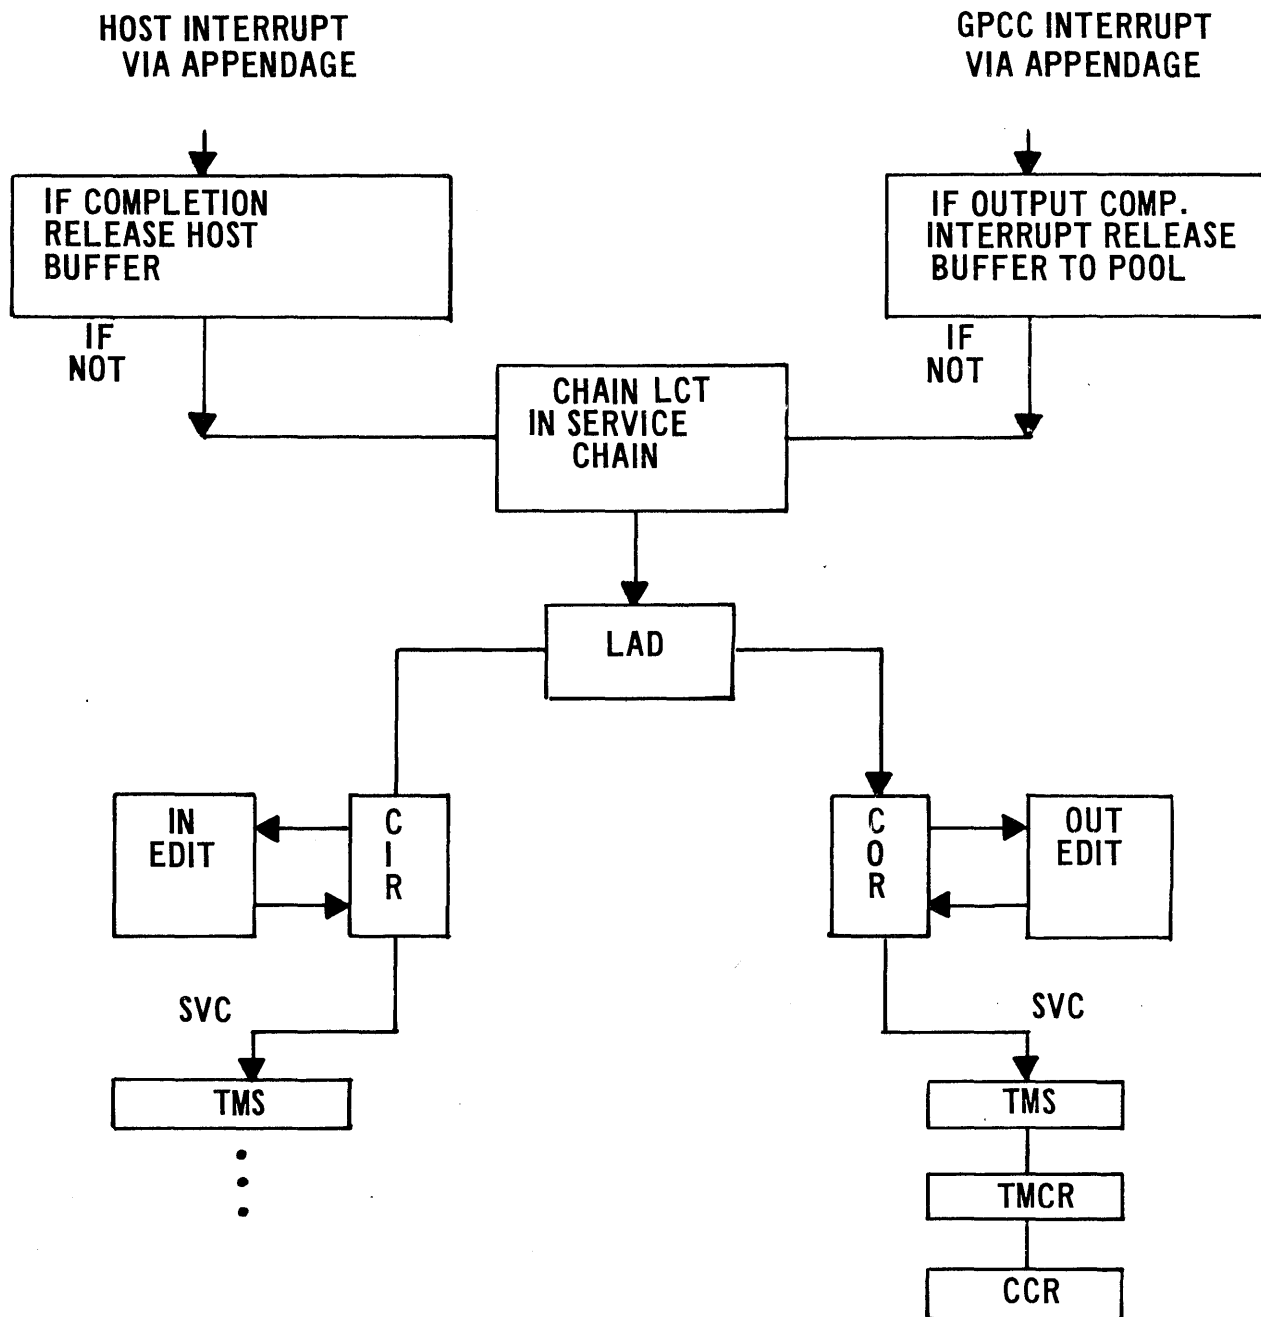 HOST INTERRUPT
VIA APPENDAGE
GPCC INTERRUPT
VIA APPENDAGE
IF COMPLETION
RELEASE HOST
BUFFER
IF OUTPUT COMP.
INTERRUPT RELEASE
BUFFER TO POOL
IF
NOT
IF
NOT
CHAIN LCT
IN SERVICE
CHAIN
LAD
IN
EDIT
C
I
R
C
O
R
OUT
EDIT
SVC
SVC
TMS
TMS
TMCR
CCR